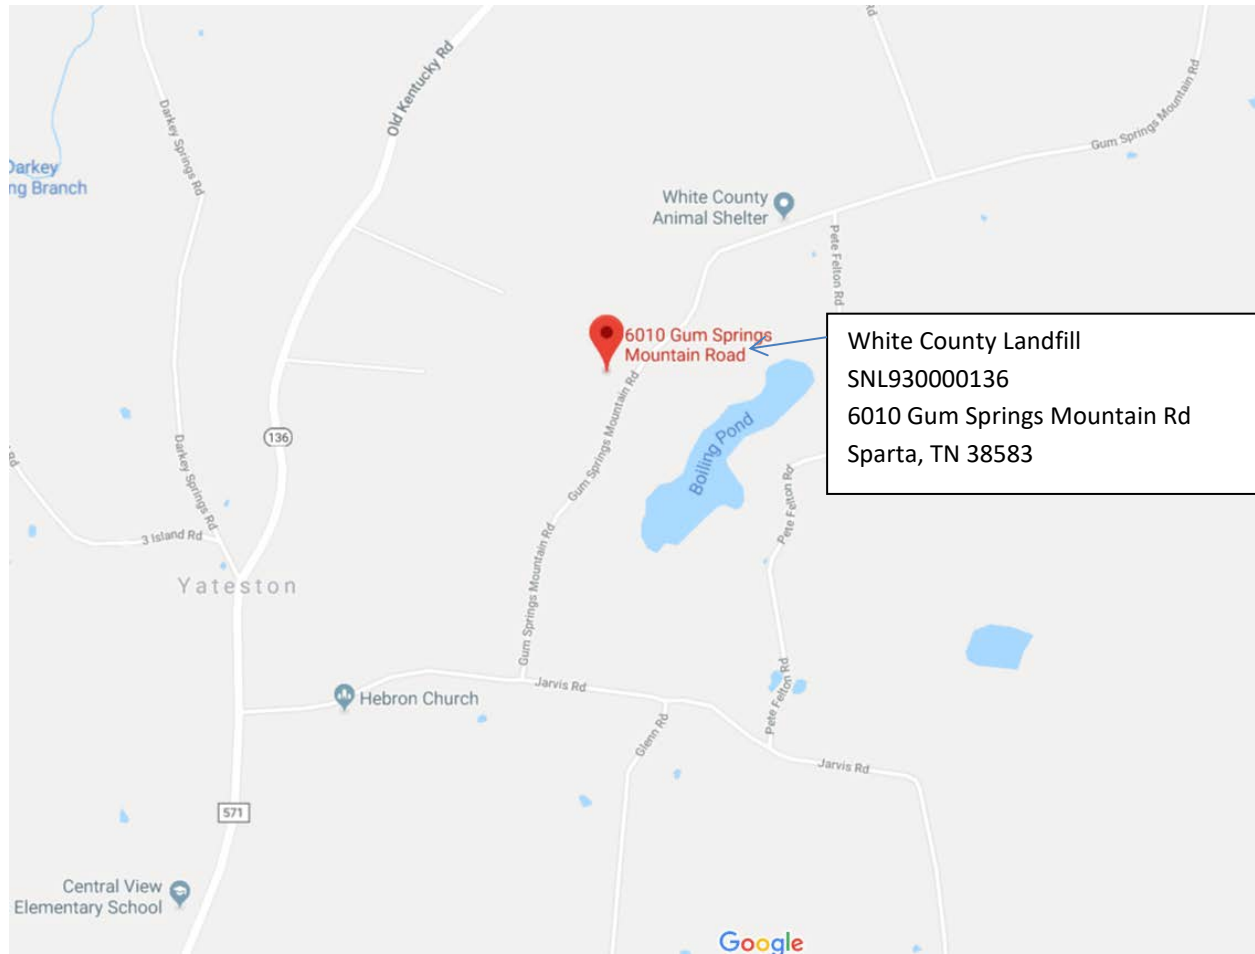 Old Kentucky Rd
Darkey Springs Rd
Darkey
ng Branch
Rd
Gum Springs Mountain Rd
White County
Animal Shelter
Pete Felton Rd
6010 Gum Springs
Mountain Road
White County Landfill
SNL930000136
6010 Gum Springs Mountain Rd
Sparta, TN 38583
Gum Springs Mountain Rd
Boiling Pond
136
Darkey Springs Rd
Rd
Pete Felton Rd
3 Island Rd
Yateston
Gum Springs Mountain Rd
Hebron Church
Jarvis Rd
Pete Felton Rd
Glenn Rd
Jarvis Rd
571
Central View
Elementary School
Google